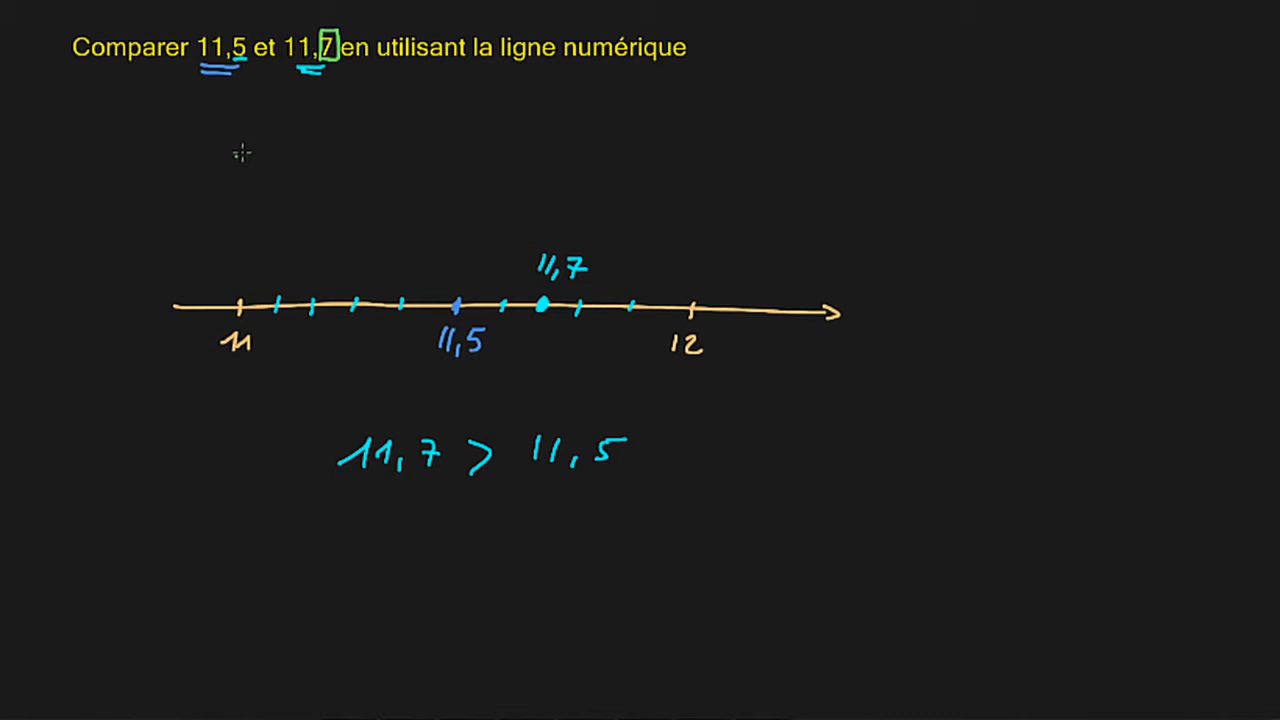 Comparer 11,5 et 11,7 en utilisant la ligne numérique
11,7
11 11,5 12
11,7 > 11,5